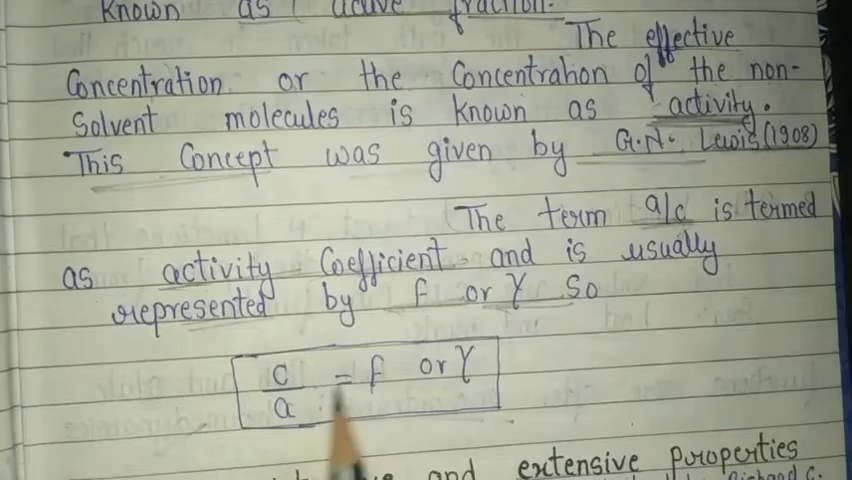 Known as active fraction.
The effective
Concentration or the Concentration of the non-
Solvent molecules is known as activity.
This Concept was given by G.N. Lewis (1908)
The term a/c is termed
as activity Coefficient and is usually
represented by f or γ So
c/a = f or γ
and extensive properties
Richard C.